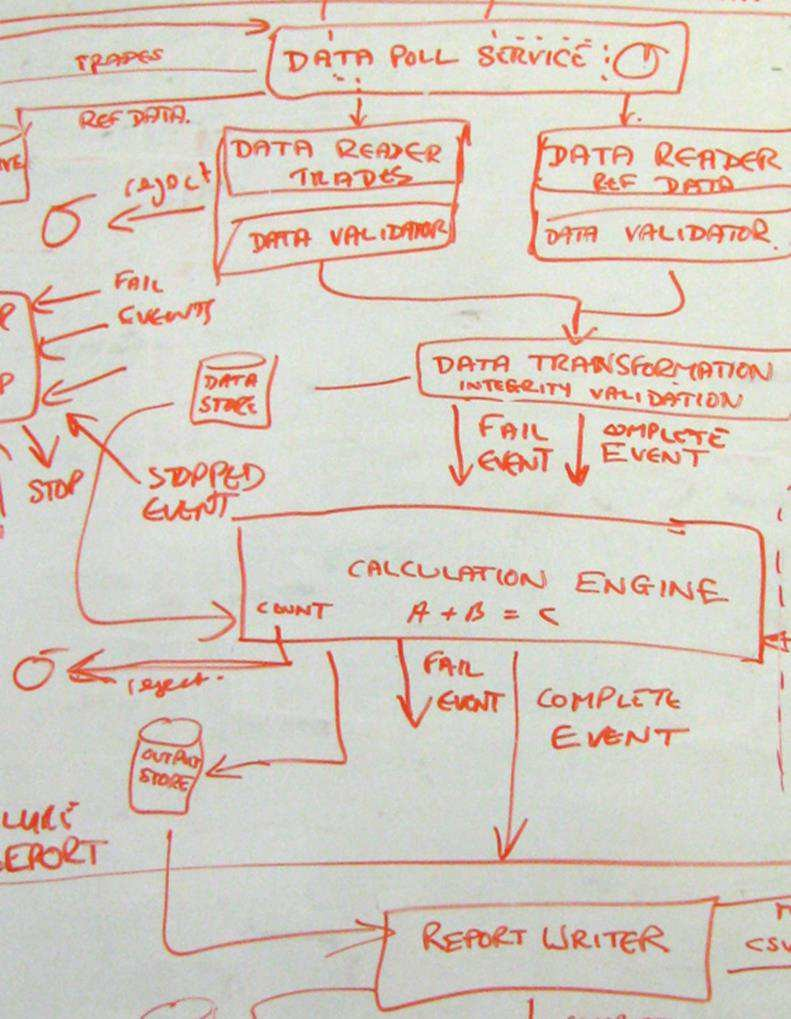 TRADES
DATA POLL SERVICE
REF DATA.
DATA READER
TRADES
DATA VALIDATOR
DATA READER
REF DATA
DATA VALIDATOR
reject
FAIL
EVENTS
DATA
STORE
DATA TRANSFORMATION
INTEGRITY VALIDATION
FAIL
EVENT
COMPLETE
EVENT
STOP
STOPPED
EVENT
CALCULATION ENGINE
COUNT
A + B = C
reject.
FAIL
EVENT
COMPLETE
EVENT
OUTPUT
STORE
REPORT WRITER
CSV